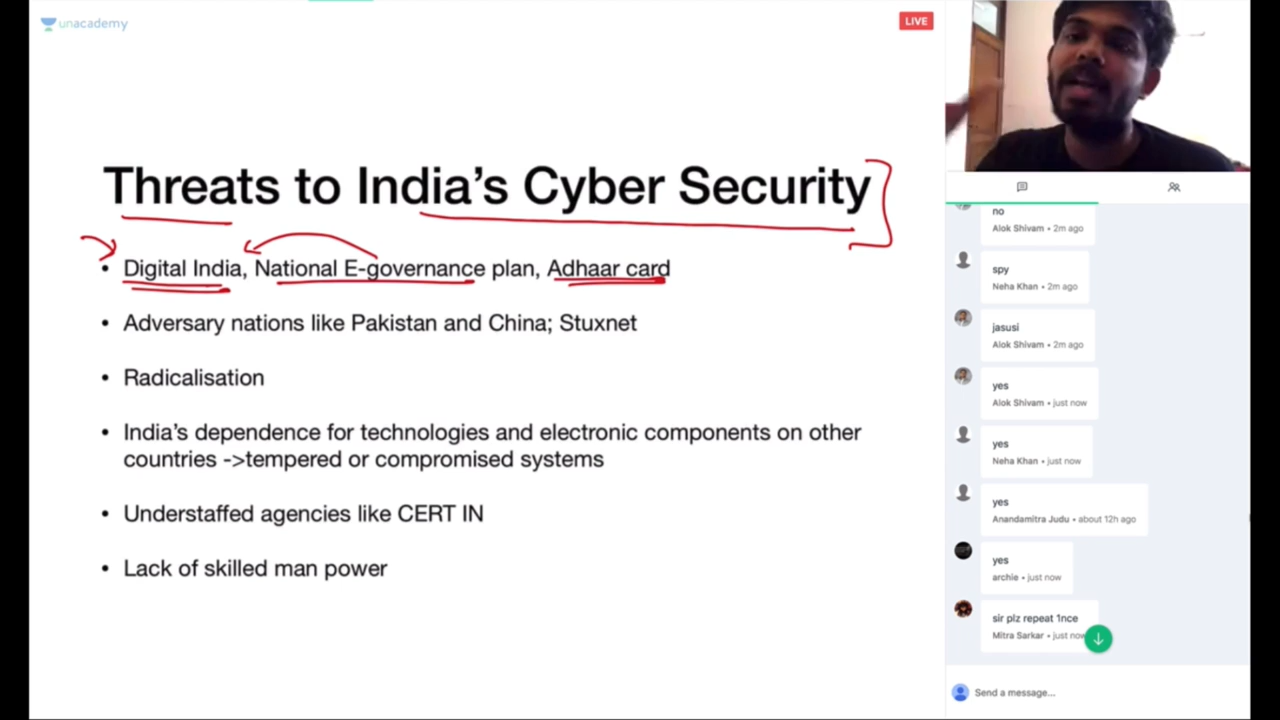 unacademy
LIVE
Threats to India's Cyber Security
• Digital India, National E-governance plan, Adhaar card
• Adversary nations like Pakistan and China; Stuxnet
• Radicalisation
• India's dependence for technologies and electronic components on other
countries ->tempered or compromised systems
• Understaffed agencies like CERT IN
• Lack of skilled man power
no
Alok Shivam • 2m ago
spy
Neha Khan • 2m ago
jasusi
Alok Shivam • 2m ago
yes
Alok Shivam • just now
yes
Neha Khan • just now
yes
Anandamitra Judu • about 12h ago
yes
archie • just now
sir plz repeat 1nce
Mitra Sarkar • just now
Send a message...